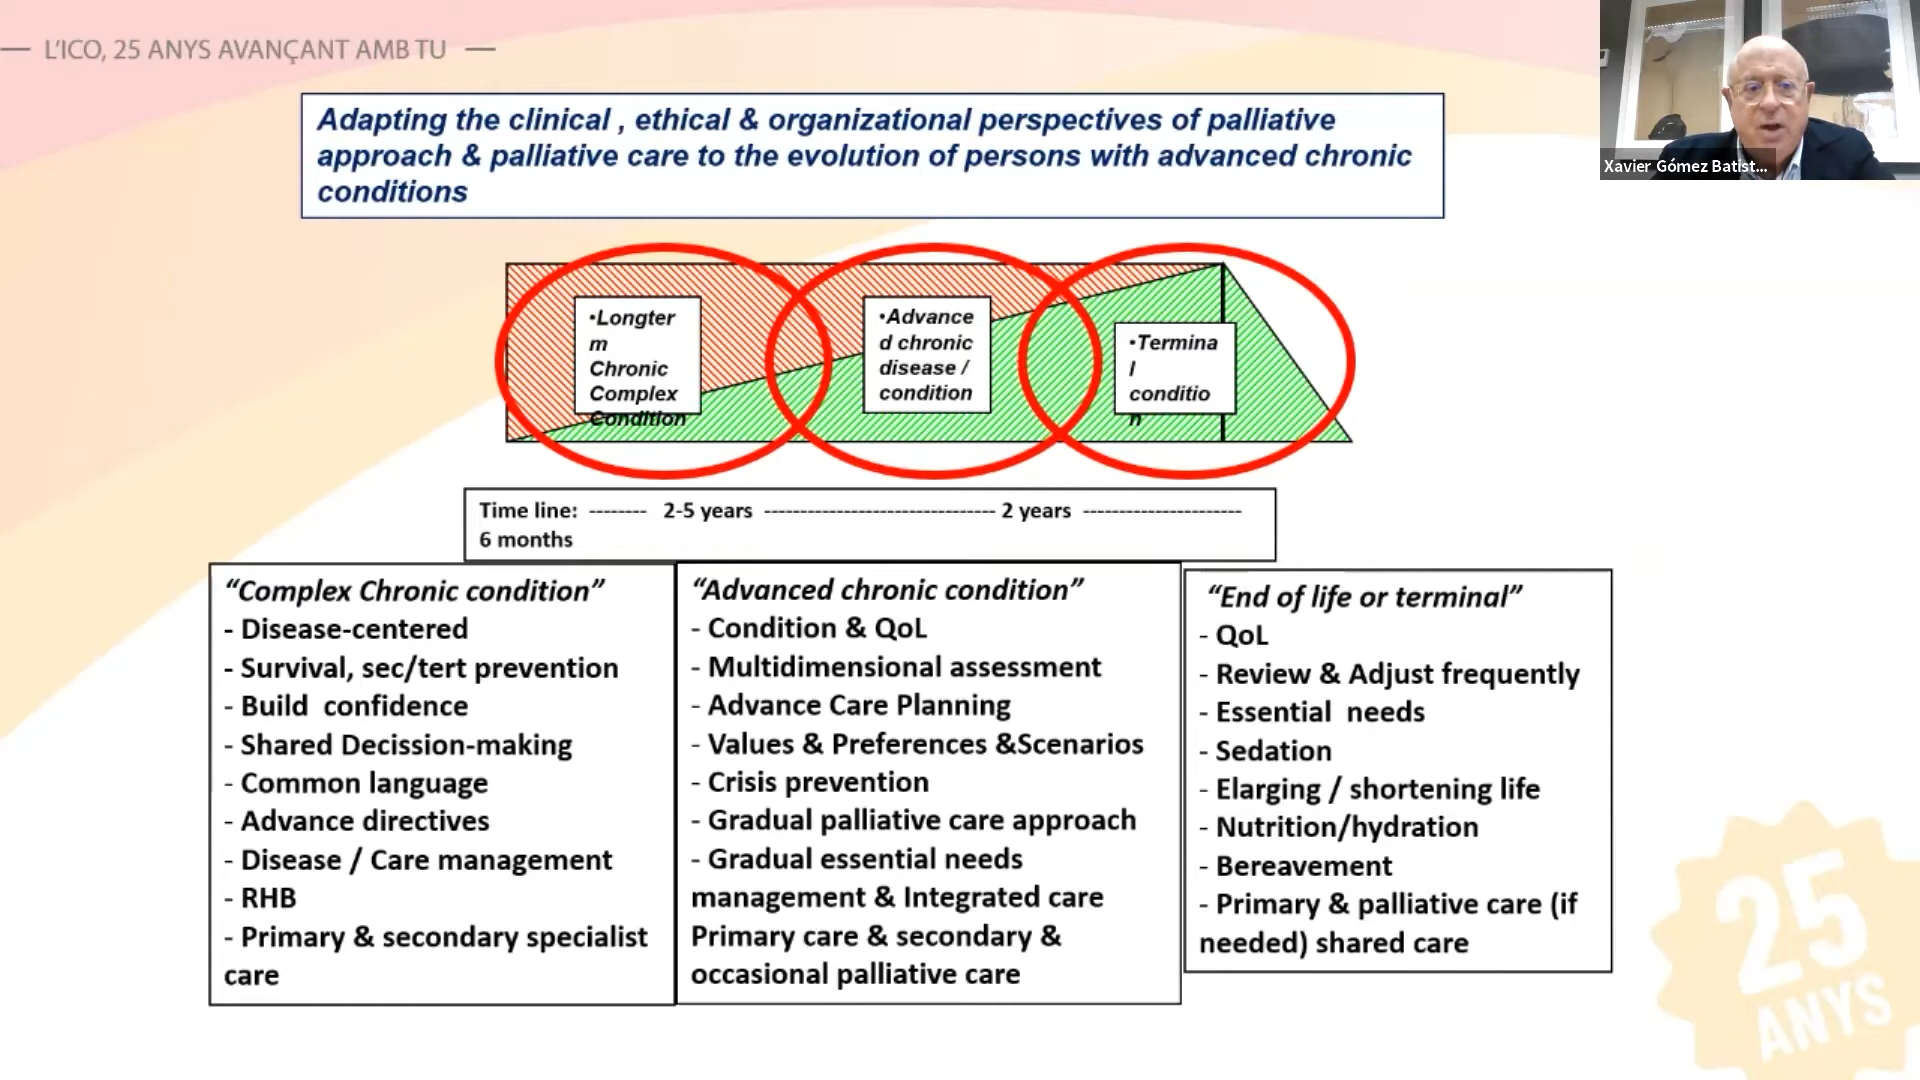 L'ICO, 25 ANYS AVANÇANT AMB TU
Xavier Gómez Batist...
Adapting the clinical , ethical & organizational perspectives of palliative
approach & palliative care to the evolution of persons with advanced chronic
conditions
•Longter
m
Chronic
Complex
Condition
•Advance
d chronic
disease /
condition
•Termina
l
conditio
n
Time line: -------- 2-5 years -------------------------------- 2 years ----------------------
6 months
“Complex Chronic condition”
- Disease-centered
- Survival, sec/tert prevention
- Build confidence
- Shared Decission-making
- Common language
- Advance directives
- Disease / Care management
- RHB
- Primary & secondary specialist
care
“Advanced chronic condition”
- Condition & QoL
- Multidimensional assessment
- Advance Care Planning
- Values & Preferences &Scenarios
- Crisis prevention
- Gradual palliative care approach
- Gradual essential needs
management & Integrated care
Primary care & secondary &
occasional palliative care
“End of life or terminal”
- QoL
- Review & Adjust frequently
- Essential needs
- Sedation
- Elarging / shortening life
- Nutrition/hydration
- Bereavement
- Primary & palliative care (if
needed) shared care
25
ANYS